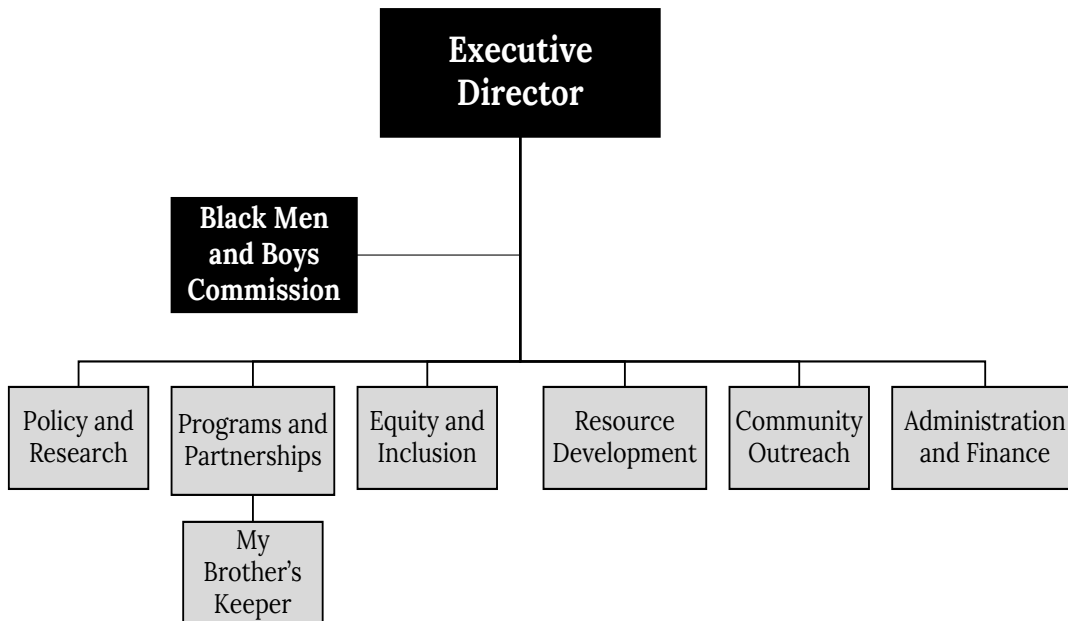 Executive
Director
Black Men
and Boys
Commission
Policy and
Research
Programs and
Partnerships
Equity and
Inclusion
Resource
Development
Community
Outreach
Administration
and Finance
My
Brother’s
Keeper